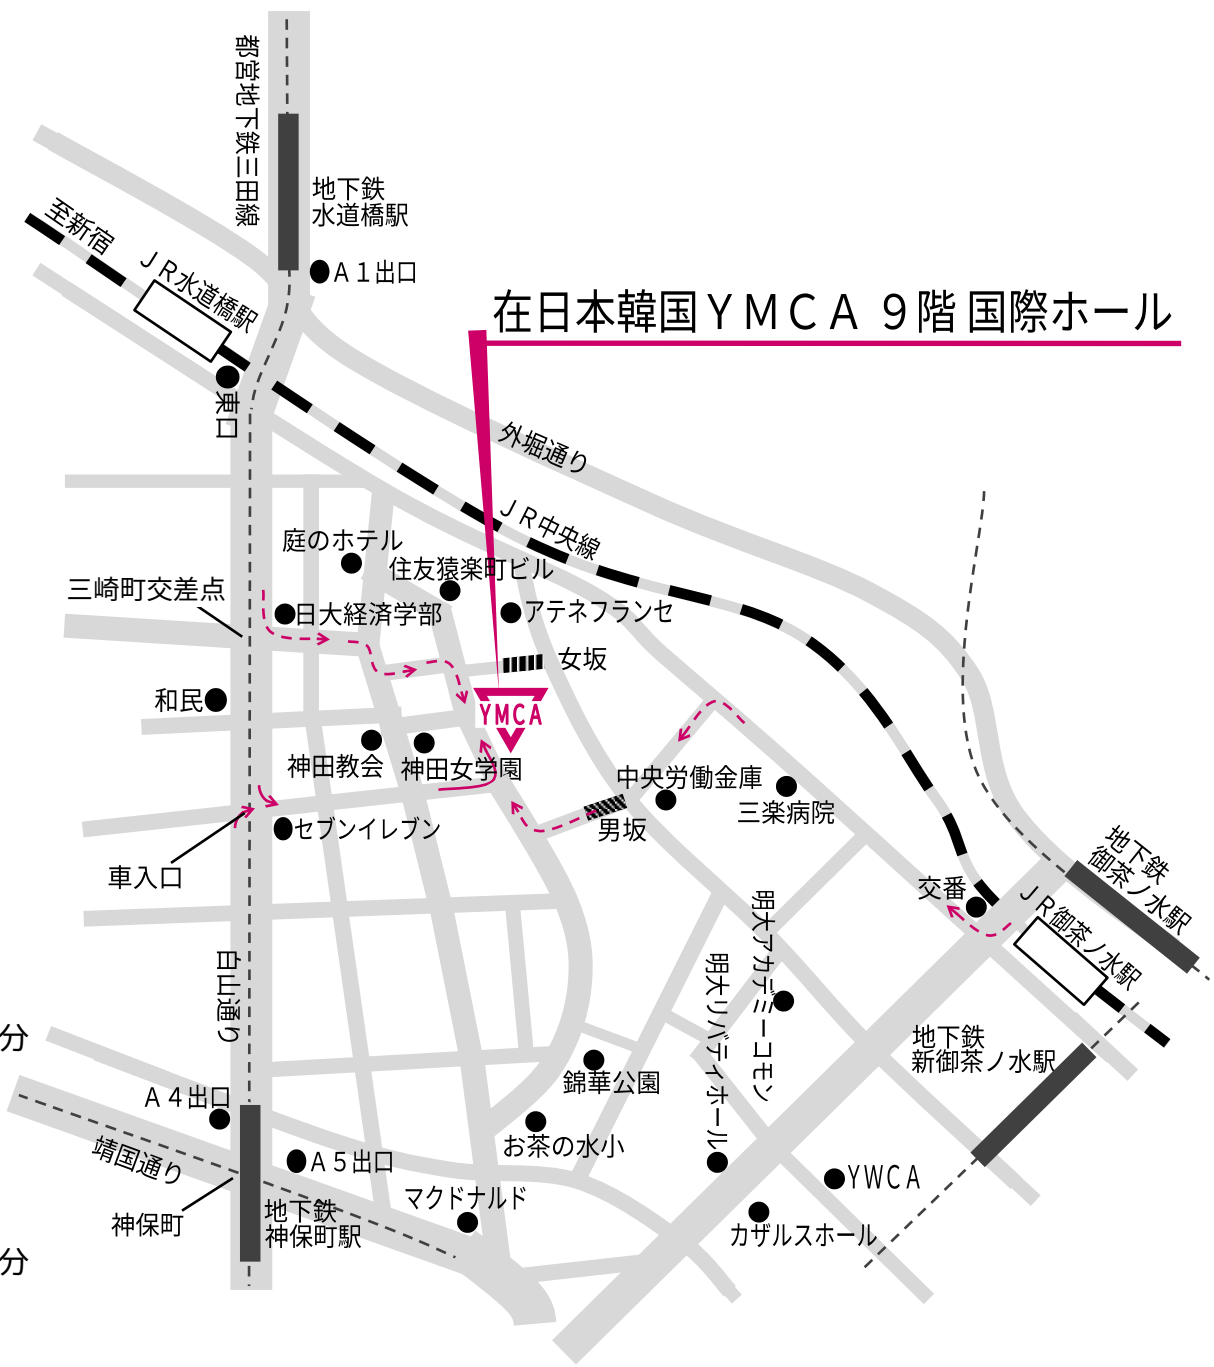 都営地下鉄三田線
地下鉄
水道橋駅
至新宿
ＪＲ水道橋駅
Ａ１出口
在日本韓国ＹＭＣＡ ９階 国際ホール
東口
外堀通り
ＪＲ中央線
庭のホテル
住友猿楽町ビル
三崎町交差点
日大経済学部
アテネフランセ
女坂
和民
YMCA
神田教会
神田女学園
中央労働金庫
三楽病院
セブンイレブン
男坂
車入口
交番
地下鉄
御茶ノ水駅
ＪＲ御茶ノ水駅
明大アカデミーコモン
明大リバティホール
白山通り
分
地下鉄
新御茶ノ水駅
錦華公園
Ａ４出口
お茶の水小
靖国通り
Ａ５出口
YWCA
マクドナルド
神保町
地下鉄
神保町駅
カザルスホール
分